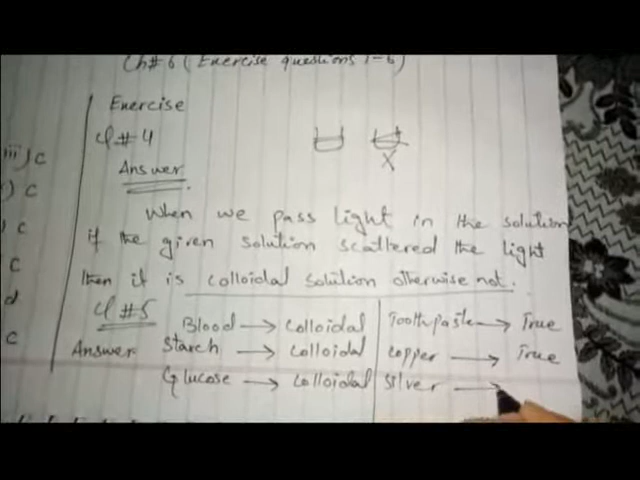 Ch#6 (Exercise questions 1-6)
Exercise
Q#4
Answer
X
iii) c
) c
) c
c
d
c
When we pass light in the solution
if the given solution scattered the light
then it is colloidal solution otherwise not.
Q#5
Answer
Blood → Colloidal
Starch → Colloidal
Glucose → Colloidal
Toothpaste → True
Copper → True
Silver →